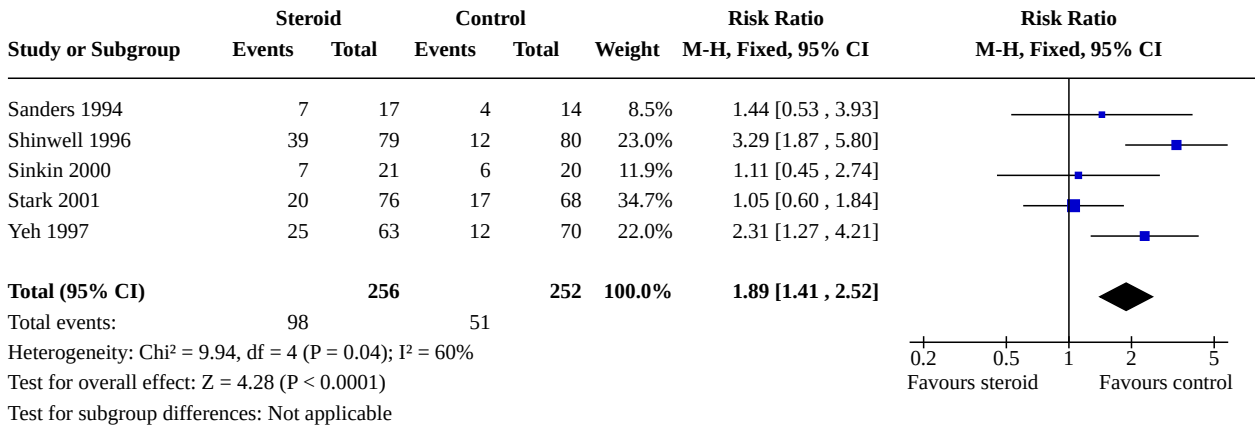 Steroid Control Risk Ratio Risk Ratio
Study or Subgroup Events Total Events Total Weight M-H, Fixed, 95% CI M-H, Fixed, 95% CI
Sanders 1994 7 17 4 14 8.5% 1.44 [0.53 , 3.93]
Shinwell 1996 39 79 12 80 23.0% 3.29 [1.87 , 5.80]
Sinkin 2000 7 21 6 20 11.9% 1.11 [0.45 , 2.74]
Stark 2001 20 76 17 68 34.7% 1.05 [0.60 , 1.84]
Yeh 1997 25 63 12 70 22.0% 2.31 [1.27 , 4.21]
Total (95% CI) 256 252 100.0% 1.89 [1.41 , 2.52]
Total events: 98 51
Heterogeneity: Chi² = 9.94, df = 4 (P = 0.04); I² = 60%
Test for overall effect: Z = 4.28 (P < 0.0001)
Test for subgroup differences: Not applicable
0.2 0.5 1 2 5
Favours steroid Favours control